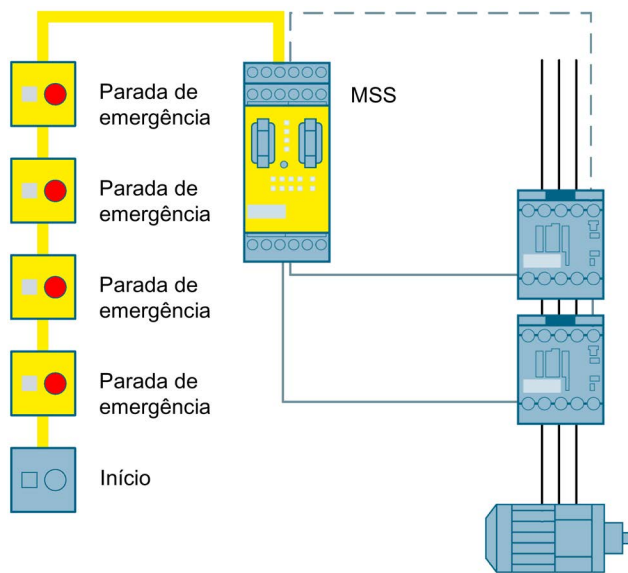 Parada de
emergência
MSS
Parada de
emergência
Parada de
emergência
Parada de
emergência
Início